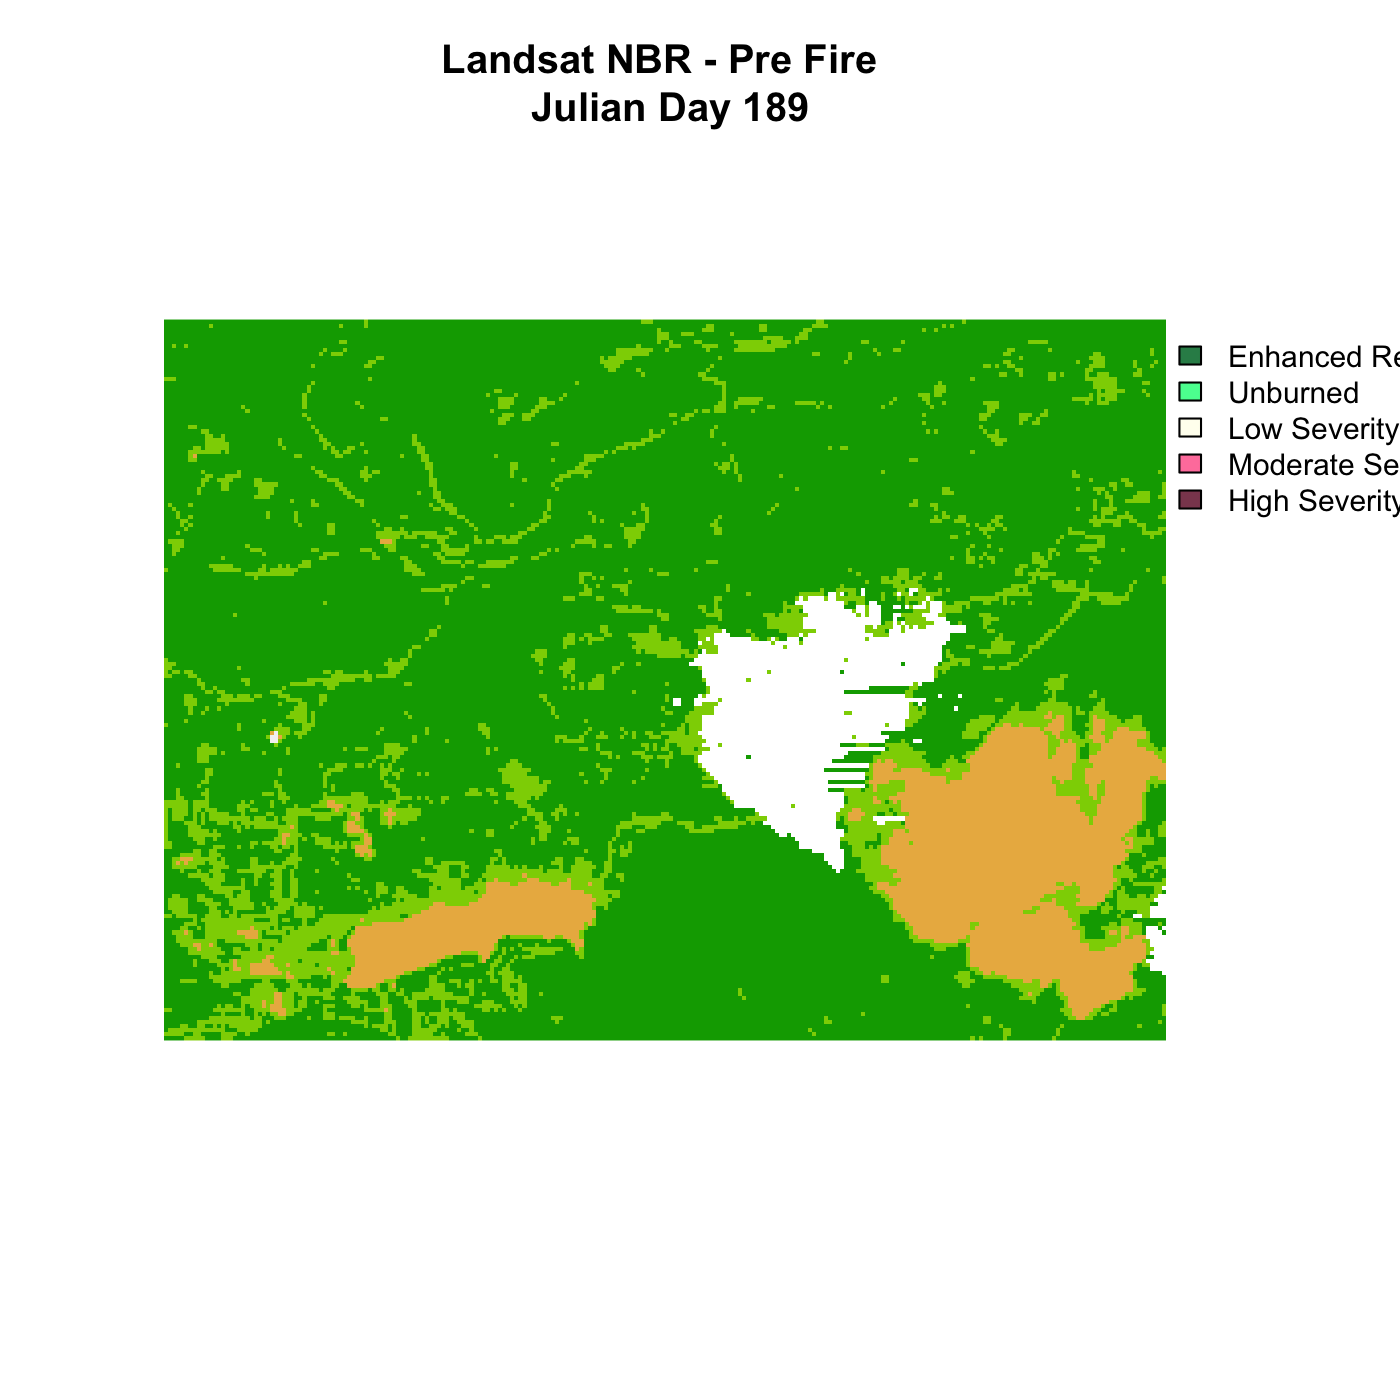 Landsat NBR - Pre Fire
Julian Day 189
Enhanced Re
Unburned
Low Severity
Moderate Se
High Severity